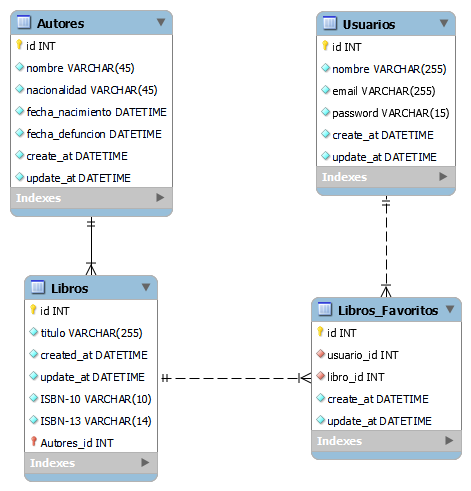 Autores
id INT
nombre VARCHAR(45)
nacionalidad VARCHAR(45)
fecha_nacimiento DATETIME
fecha_defuncion DATETIME
create_at DATETIME
update_at DATETIME
Indexes
Usuarios
id INT
nombre VARCHAR(255)
email VARCHAR(255)
password VARCHAR(15)
create_at DATETIME
update_at DATETIME
Indexes
Libros
id INT
titulo VARCHAR(255)
created_at DATETIME
update_at DATETIME
ISBN-10 VARCHAR(10)
ISBN-13 VARCHAR(14)
Autores_id INT
Indexes
Libros_Favoritos
id INT
usuario_id INT
libro_id INT
create_at DATETIME
update_at DATETIME
Indexes